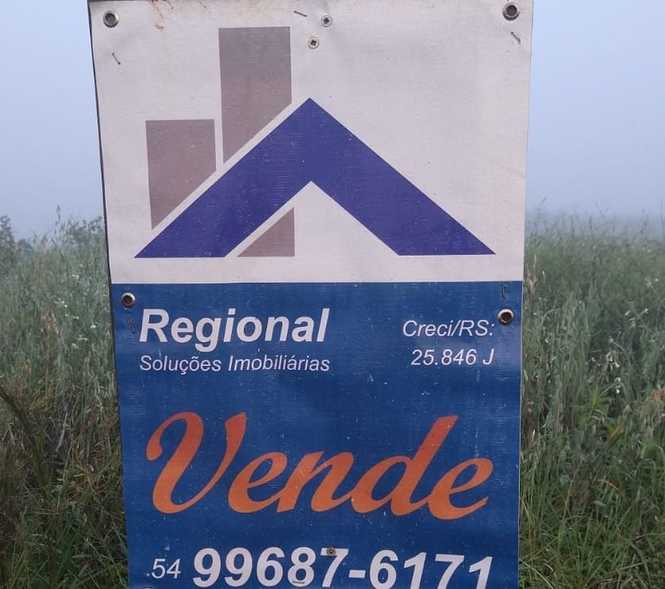 Regional
Soluções Imobiliárias
Creci/RS:
25.846 J
Vende
54 99687-6171